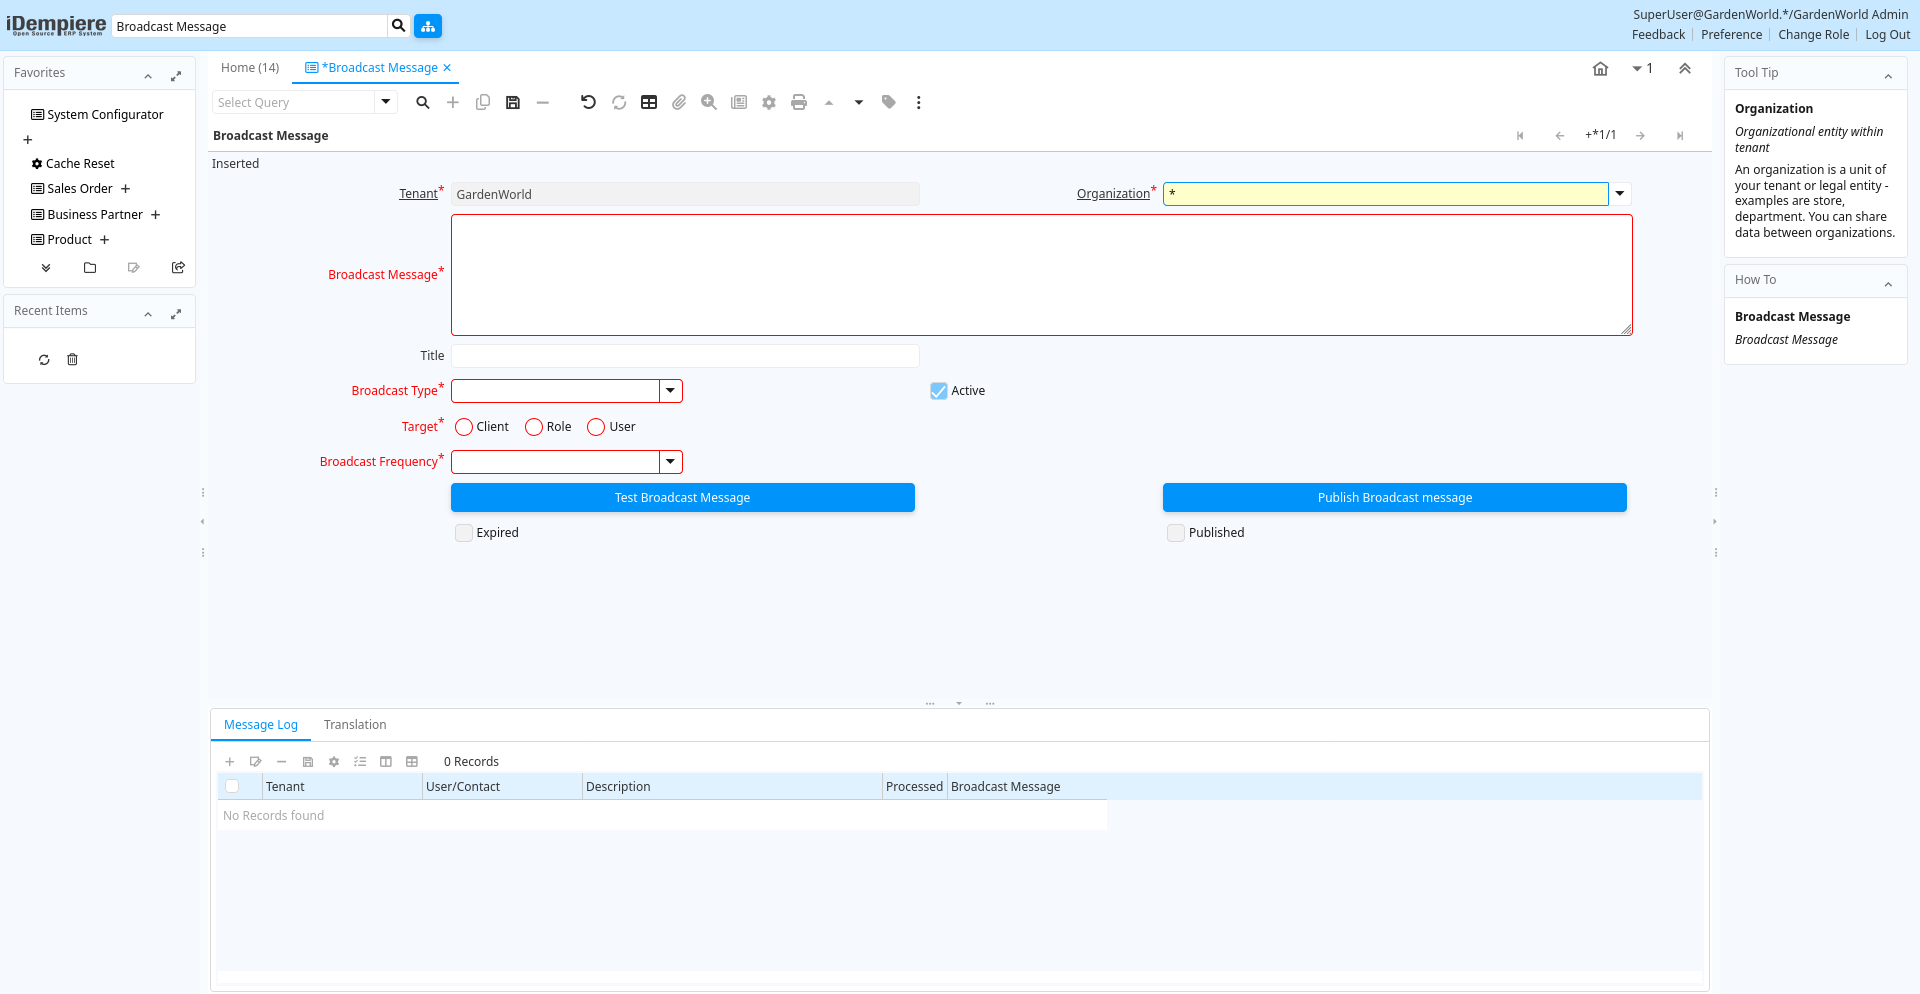 iDempiere
Open Source ERP System
Broadcast Message
SuperUser@GardenWorld.*/GardenWorld Admin
Feedback
Preference
Change Role
Log Out
Favorites
System Configurator
Cache Reset
Sales Order
Business Partner
Product
Recent Items
Home (14)
*Broadcast Message
1
Select Query
Broadcast Message
+*1/1
Inserted
Tenant*
GardenWorld
Organization*
*
Broadcast Message*
Title
Broadcast Type*
Active
Target*
Client
Role
User
Broadcast Frequency*
Test Broadcast Message
Publish Broadcast message
Expired
Published
Message Log
Translation
0 Records
Tenant
User/Contact
Description
Processed
Broadcast Message
No Records found
Tool Tip
Organization
Organizational entity within
tenant
An organization is a unit of
your tenant or legal entity -
examples are store,
department. You can share
data between organizations.
How To
Broadcast Message
Broadcast Message